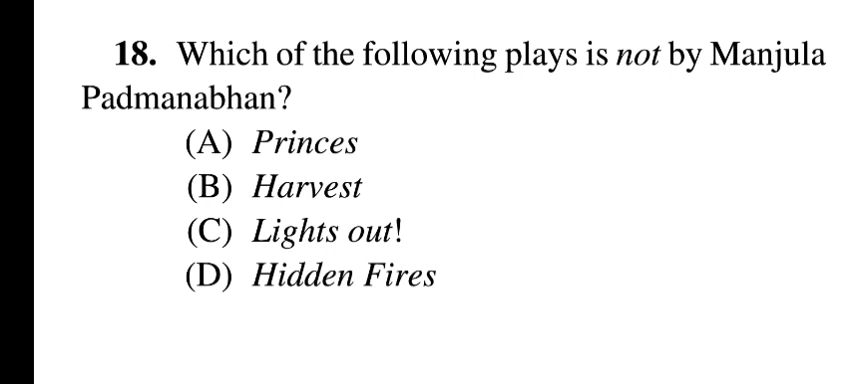 18. Which of the following plays is not by Manjula
Padmanabhan?
(A) Princes
(B) Harvest
(C) Lights out!
(D) Hidden Fires